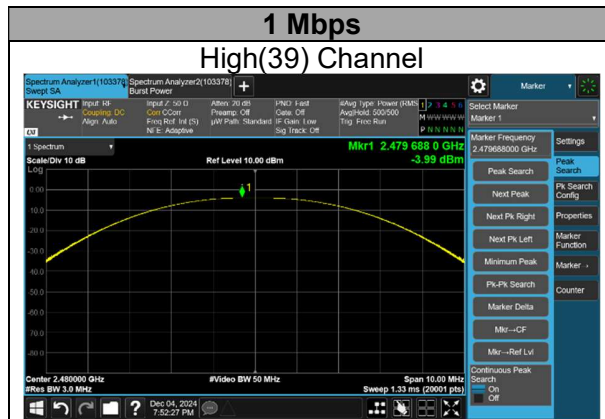 1 Mbps
High(39) Channel
Spectrum Analyzer1(103378)
Swept SA
Spectrum Analyzer2(103378)
Burst Power
+
Marker
KEYSIGHT
Input: RF
Coupling: DC
Align: Auto
Input Z: 50 Ω
Corr CCorr
Freq Ref: Int (S)
NFE: Adaptive
Atten: 20 dB
Preamp: Off
µW Path: Standard
PNO: Fast
Gate: Off
IF Gain: Low
Sig Track: Off
#Avg Type: Power (RMS
Avg|Hold: 500/500
Trig: Free Run
1 2 3 4 5 6
M W W W W W
P N N N N N
Select Marker
Marker 1
1 Spectrum
Scale/Div 10 dB
Ref Level 10.00 dBm
Mkr1 2.479 688 0 GHz
-3.99 dBm
Log
0.00
-10.0
-20.0
-30.0
-40.0
-50.0
-60.0
-70.0
-80.0
1
Center 2.480000 GHz
#Res BW 3.0 MHz
#Video BW 50 MHz
Span 10.00 MHz
Sweep 1.33 ms (20001 pts)
Marker Frequency
2.479688000 GHz
Peak Search
Next Peak
Next Pk Right
Next Pk Left
Minimum Peak
Pk-Pk Search
Marker Delta
Mkr→CF
Mkr→Ref Lvl
Continuous Peak
Search
On
Off
Settings
Peak
Search
Pk Search
Config
Properties
Marker
Function
Marker→
Counter
?
Dec 04, 2024
7:52:27 PM